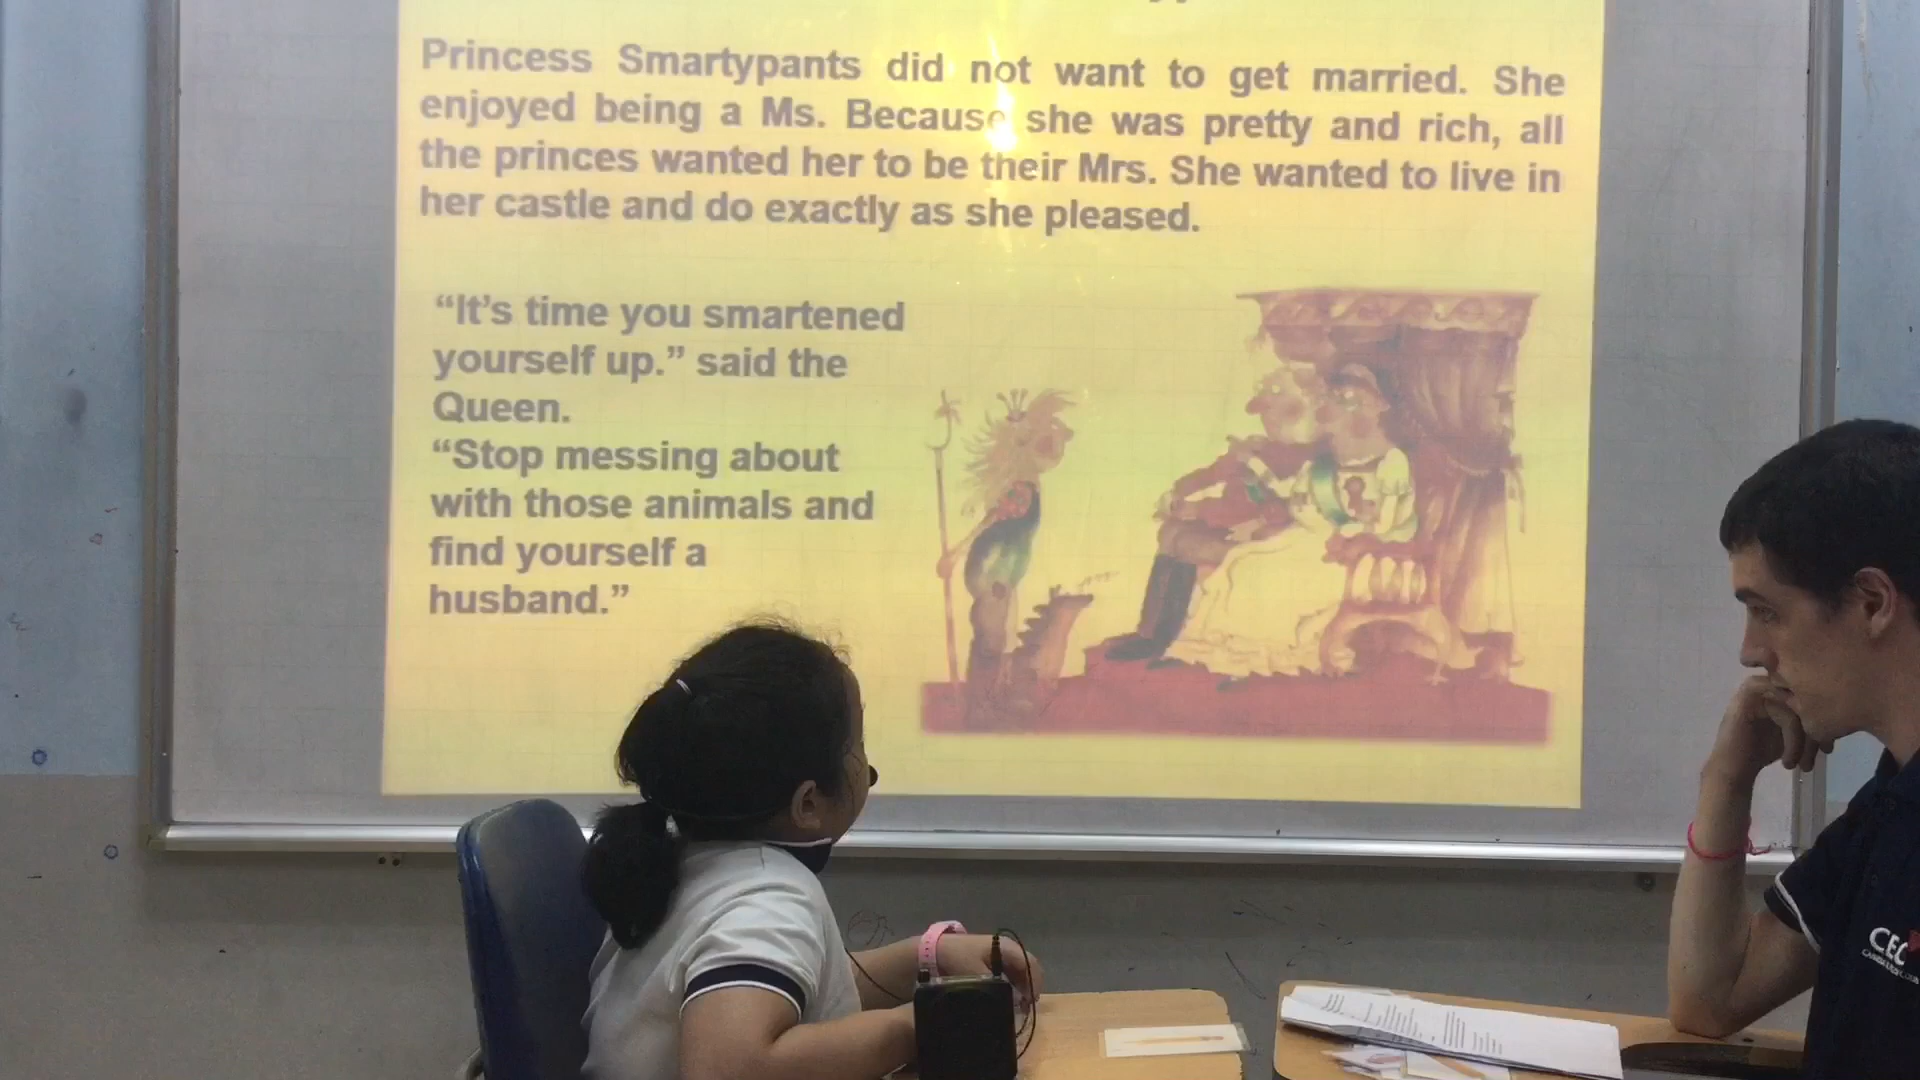 Princess Smartypants did not want to get married. She
enjoyed being a Ms. Because she was pretty and rich, all
the princes wanted her to be their Mrs. She wanted to live in
her castle and do exactly as she pleased.
“It’s time you smartened
yourself up.” said the
Queen.
“Stop messing about
with those animals and
find yourself a
husband.”